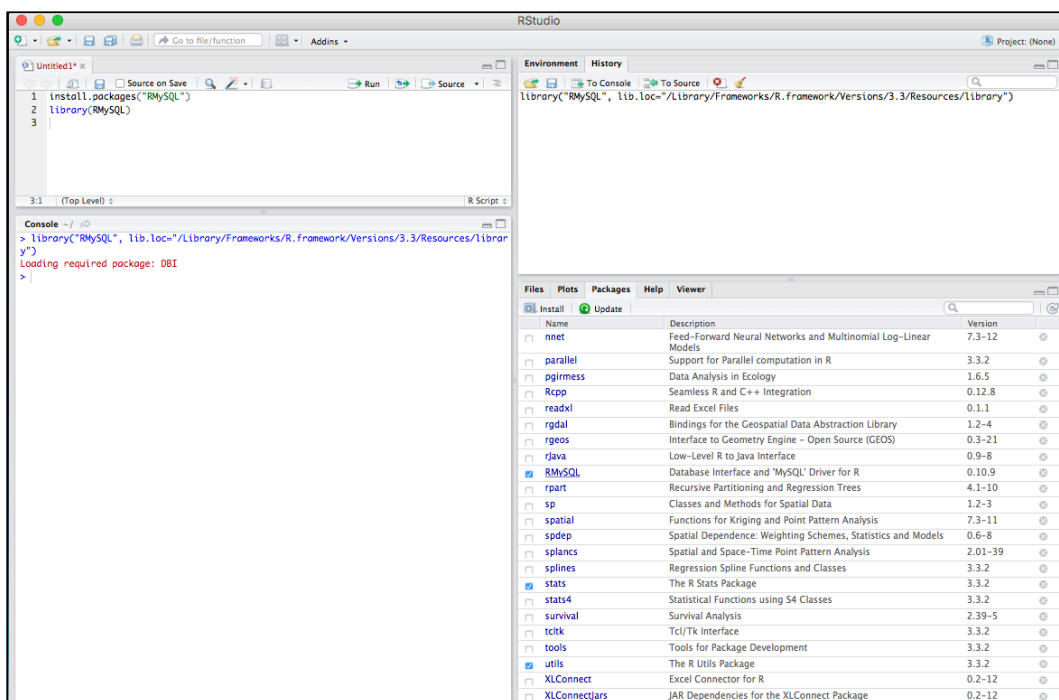 RStudio
Go to file/function
Addins
Project: (None)
Untitled1*
Source on Save
Run
Source
1 install.packages("RMySQL")
2 library(RMySQL)
3
3:1 (Top Level)
R Script
Console ~/
> library("RMySQL", lib.loc="/Library/Frameworks/R.framework/Versions/3.3/Resources/librar
y")
Loading required package: DBI
>
Environment History
To Console To Source
library("RMySQL", lib.loc="/Library/Frameworks/R.framework/Versions/3.3/Resources/library")
Files Plots Packages Help Viewer
Install Update
Name Description Version
nnet Feed-Forward Neural Networks and Multinomial Log-Linear 7.3-12
Models
parallel Support for Parallel computation in R 3.3.2
pgirmess Data Analysis in Ecology 1.6.5
Rcpp Seamless R and C++ Integration 0.12.8
readxl Read Excel Files 0.1.1
rgdal Bindings for the Geospatial Data Abstraction Library 1.2-4
rgeos Interface to Geometry Engine - Open Source (GEOS) 0.3-21
rJava Low-Level R to Java Interface 0.9-8
RMySQL Database Interface and 'MySQL' Driver for R 0.10.9
rpart Recursive Partitioning and Regression Trees 4.1-10
sp Classes and Methods for Spatial Data 1.2-3
spatial Functions for Kriging and Point Pattern Analysis 7.3-11
spdep Spatial Dependence: Weighting Schemes, Statistics and Models 0.6-8
splancs Spatial and Space-Time Point Pattern Analysis 2.01-39
splines Regression Spline Functions and Classes 3.3.2
stats The R Stats Package 3.3.2
stats4 Statistical Functions using S4 Classes 3.3.2
survival Survival Analysis 2.39-5
tcltk Tcl/Tk Interface 3.3.2
tools Tools for Package Development 3.3.2
utils The R Utils Package 3.3.2
XLConnect Excel Connector for R 0.2-12
XLConnectJars JAR Dependencies for the XLConnect Package 0.2-12